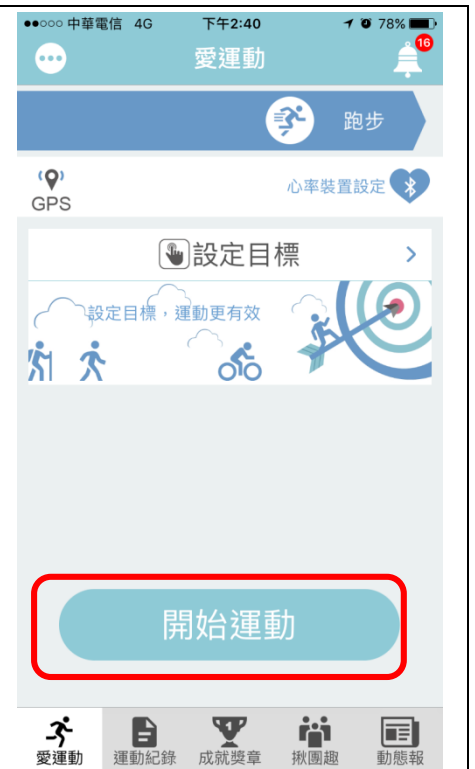 中華電信 4G 下午2:40 78%
愛運動
16
跑步
GPS
心率裝置設定
設定目標
設定目標，運動更有效
開始運動
愛運動 運動紀錄 成就獎章 揪團趣 動態報